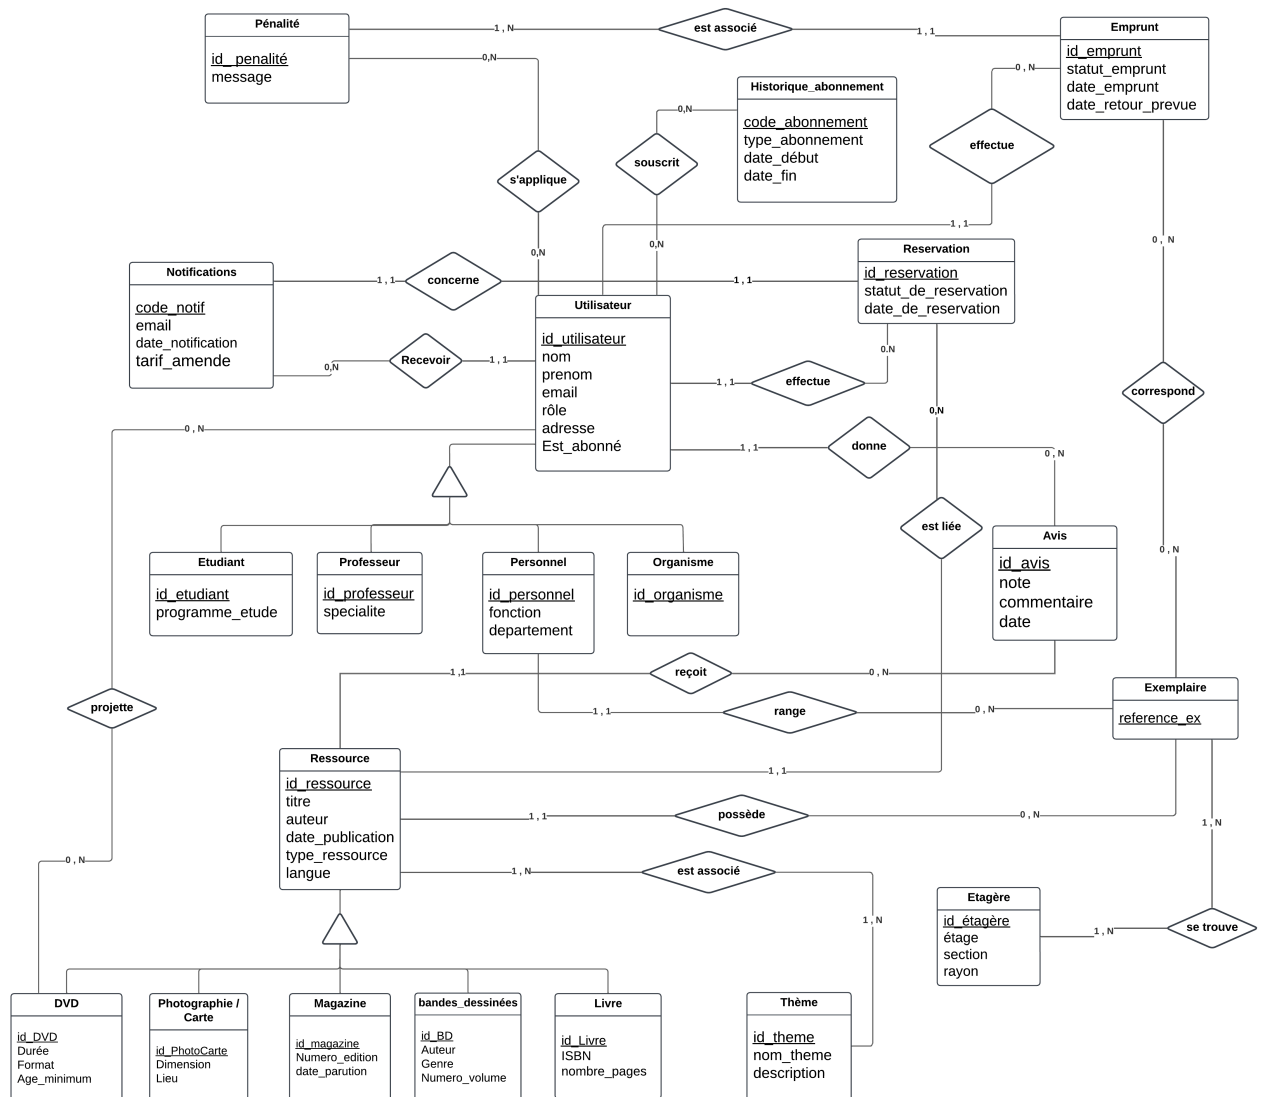 Pénalité
id_ penalité
message
1 , N
est associé
1 , 1
Emprunt
id_emprunt
statut_emprunt
date_emprunt
date_retour_prevue
0,N
Historique_abonnement
code_abonnement
type_abonnement
date_début
date_fin
0,N
0 , N
effectue
souscrit
s'applique
1 , 1
0,N
0,N
0 , N
Reservation
id_reservation
statut_de_reservation
date_de_reservation
Notifications
code_notif
email
date_notification
tarif_amende
1 , 1
concerne
1 , 1
Utilisateur
id_utilisateur
nom
prenom
email
rôle
adresse
Est_abonné
0,N
Recevoir
1 , 1
0.N
1 , 1
effectue
correspond
0,N
0 , N
1 , 1
donne
0 , N
est liée
Avis
id_avis
note
commentaire
date
0 , N
Etudiant
id_etudiant
programme_etude
Professeur
id_professeur
specialite
Personnel
id_personnel
fonction
departement
Organisme
id_organisme
1 ,1
reçoit
0 , N
projette
1 , 1
range
0 , N
Exemplaire
reference_ex
Ressource
id_ressource
titre
auteur
date_publication
type_ressource
langue
1 , 1
1 , 1
possède
0 , N
1 , N
0 , N
1 , N
est associé
1 , N
Etagère
id_étagère
étage
section
rayon
1 , N
se trouve
DVD
id_DVD
Durée
Format
Age_minimum
Photographie /
Carte
id_PhotoCarte
Dimension
Lieu
Magazine
id_magazine
Numero_edition
date_parution
bandes_dessinées
id_BD
Auteur
Genre
Numero_volume
Livre
id_Livre
ISBN
nombre_pages
Thème
id_theme
nom_theme
description